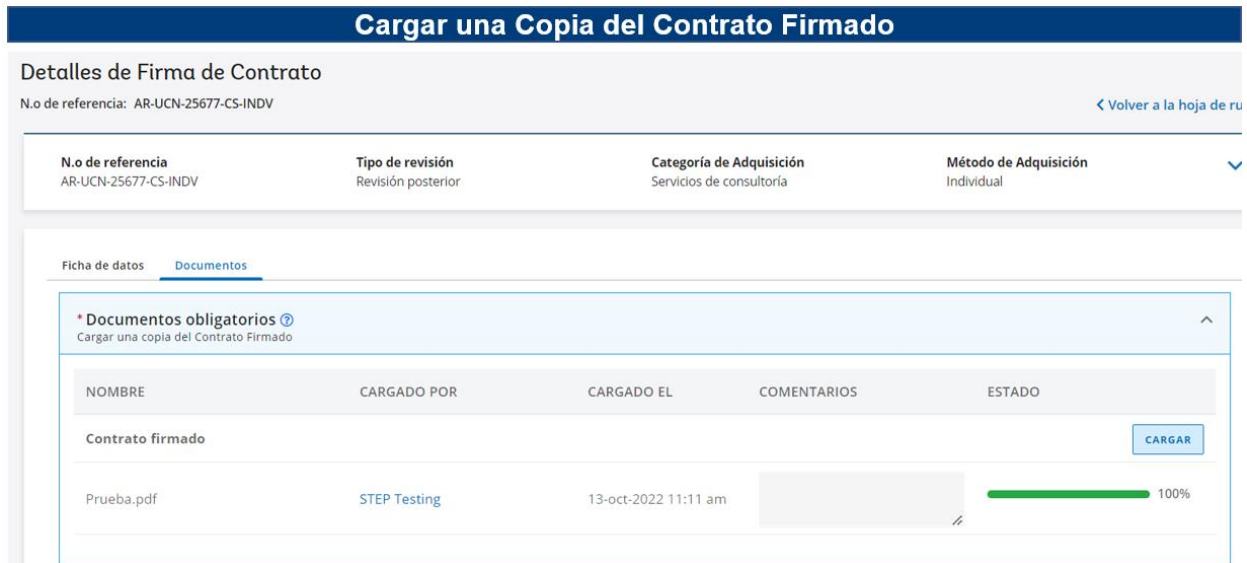 Cargar una Copia del Contrato Firmado
Detalles de Firma de Contrato
N.o de referencia: AR-UCN-25677-CS-INDV
Volver a la hoja de ru
N.o de referencia Tipo de revisión Categoría de Adquisición Método de Adquisición
AR-UCN-25677-CS-INDV Revisión posterior Servicios de consultoría Individual
Ficha de datos Documentos
* Documentos obligatorios ?
Cargar una copia del Contrato Firmado
NOMBRE CARGADO POR CARGADO EL COMENTARIOS ESTADO
Contrato firmado CARGAR
Prueba.pdf STEP Testing 13-oct-2022 11:11 am 100%